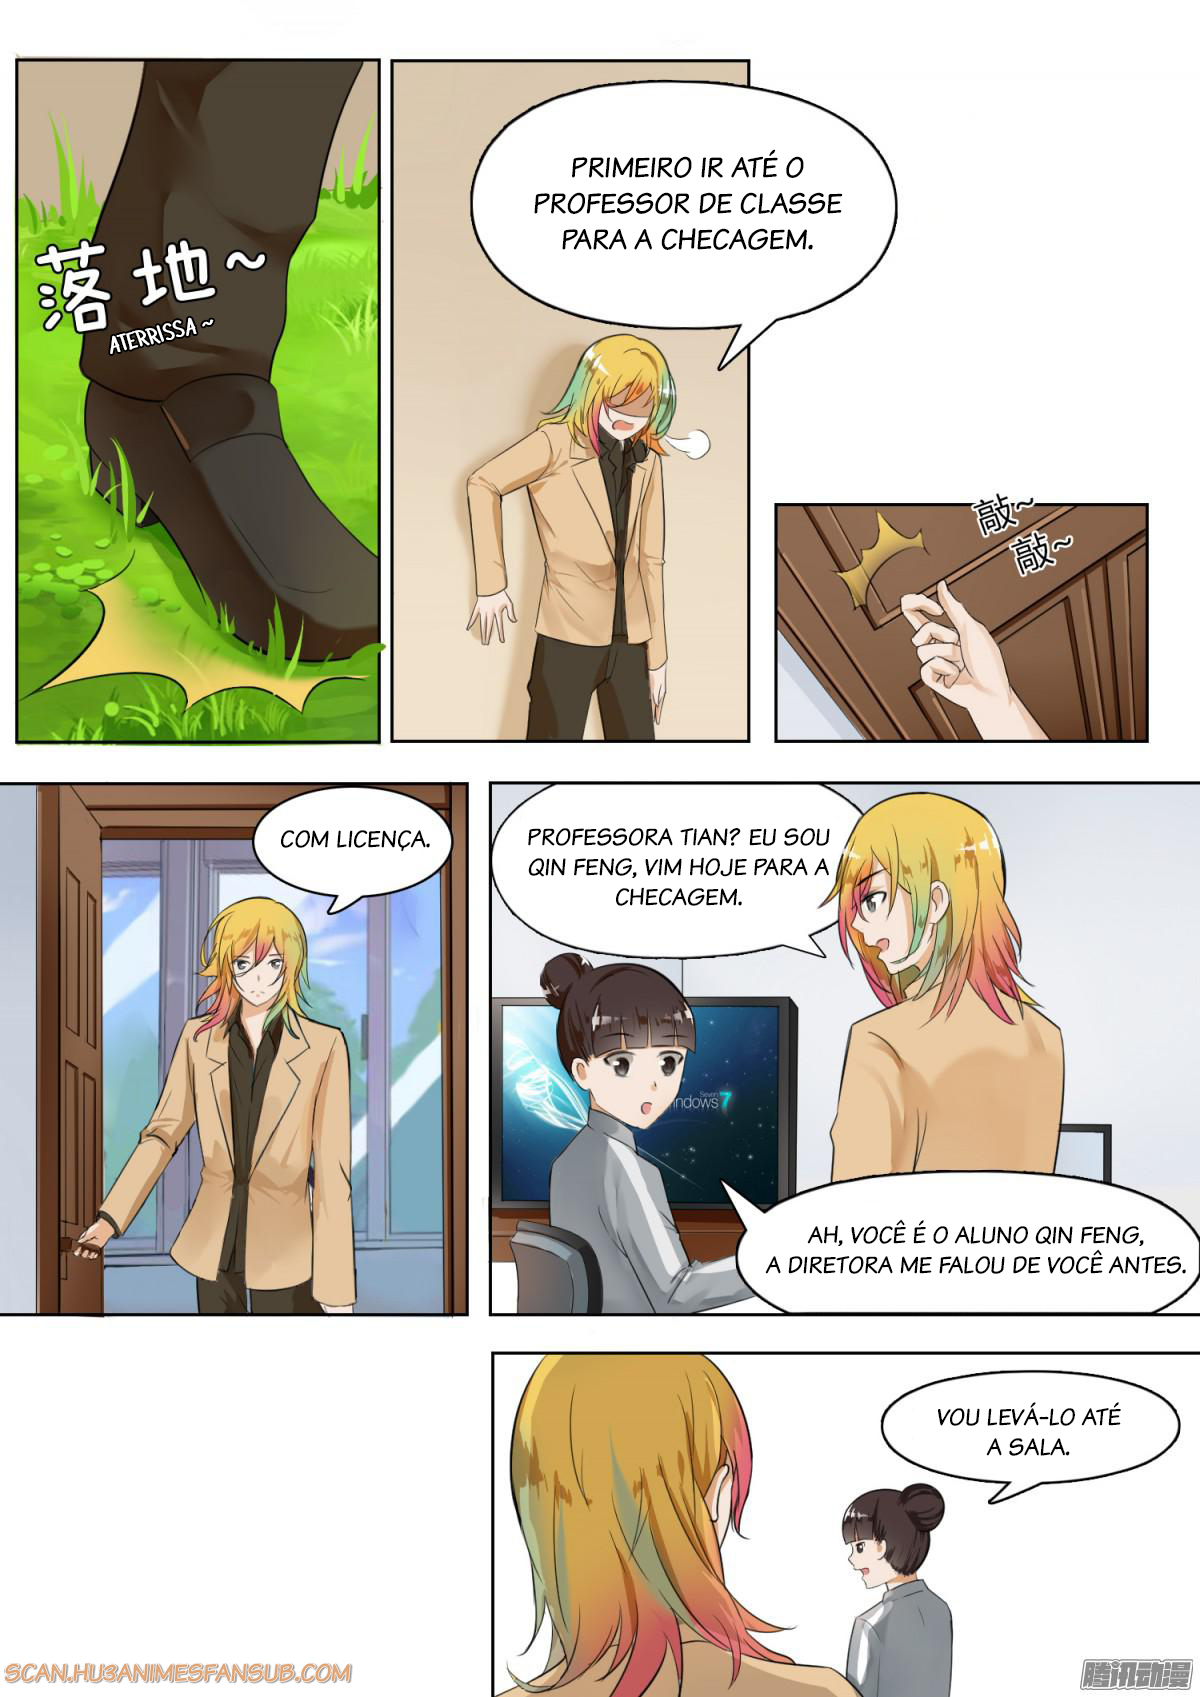 落地~
ATERRISSA~
PRIMEIRO IR ATÉ O
PROFESSOR DE CLASSE
PARA A CHECAGEM.
敲~
敲~
COM LICENÇA.
PROFESSORA TIAN? EU SOU
QIN FENG, VIM HOJE PARA A
CHECAGEM.
Seven
indows 7
AH, VOCÊ É O ALUNO QIN FENG,
A DIRETORA ME FALOU DE VOCÊ ANTES.
VOU LEVÁ-LO ATÉ
A SALA.
SCAN.HU3ANIMESFANSUB.COM
腾讯动漫